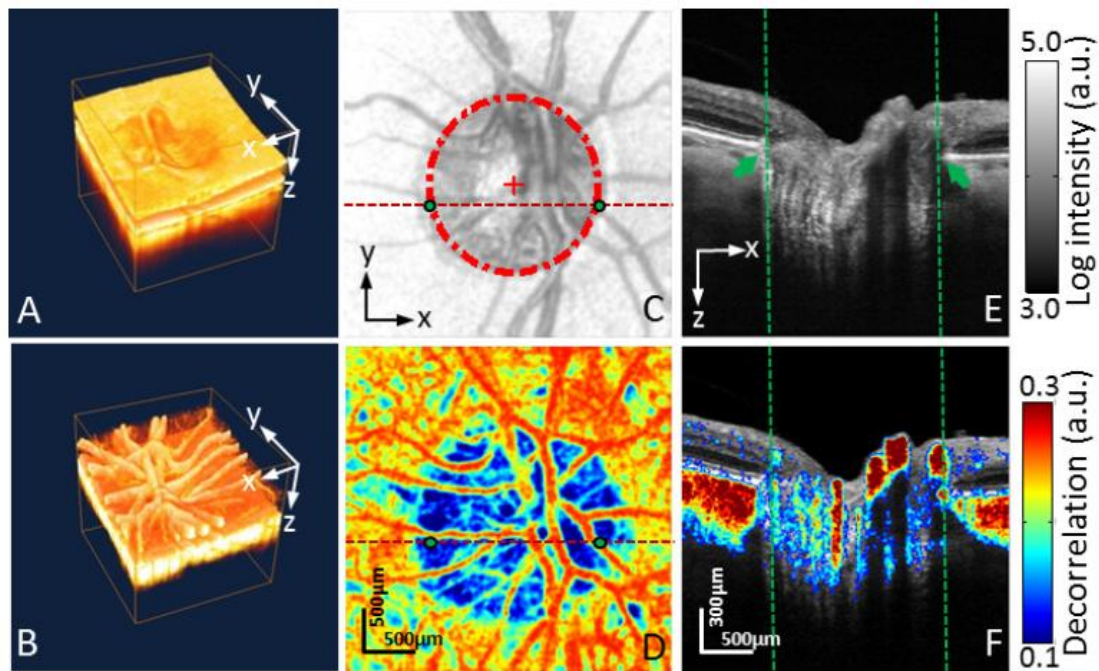 y
x
z
A
y
x
C
x
z
E
5.0
3.0
Log intensity (a.u.)
y
x
z
B
500μm
500μm
D
300μm
500μm
F
0.3
0.1
Decorrelation (a.u.)